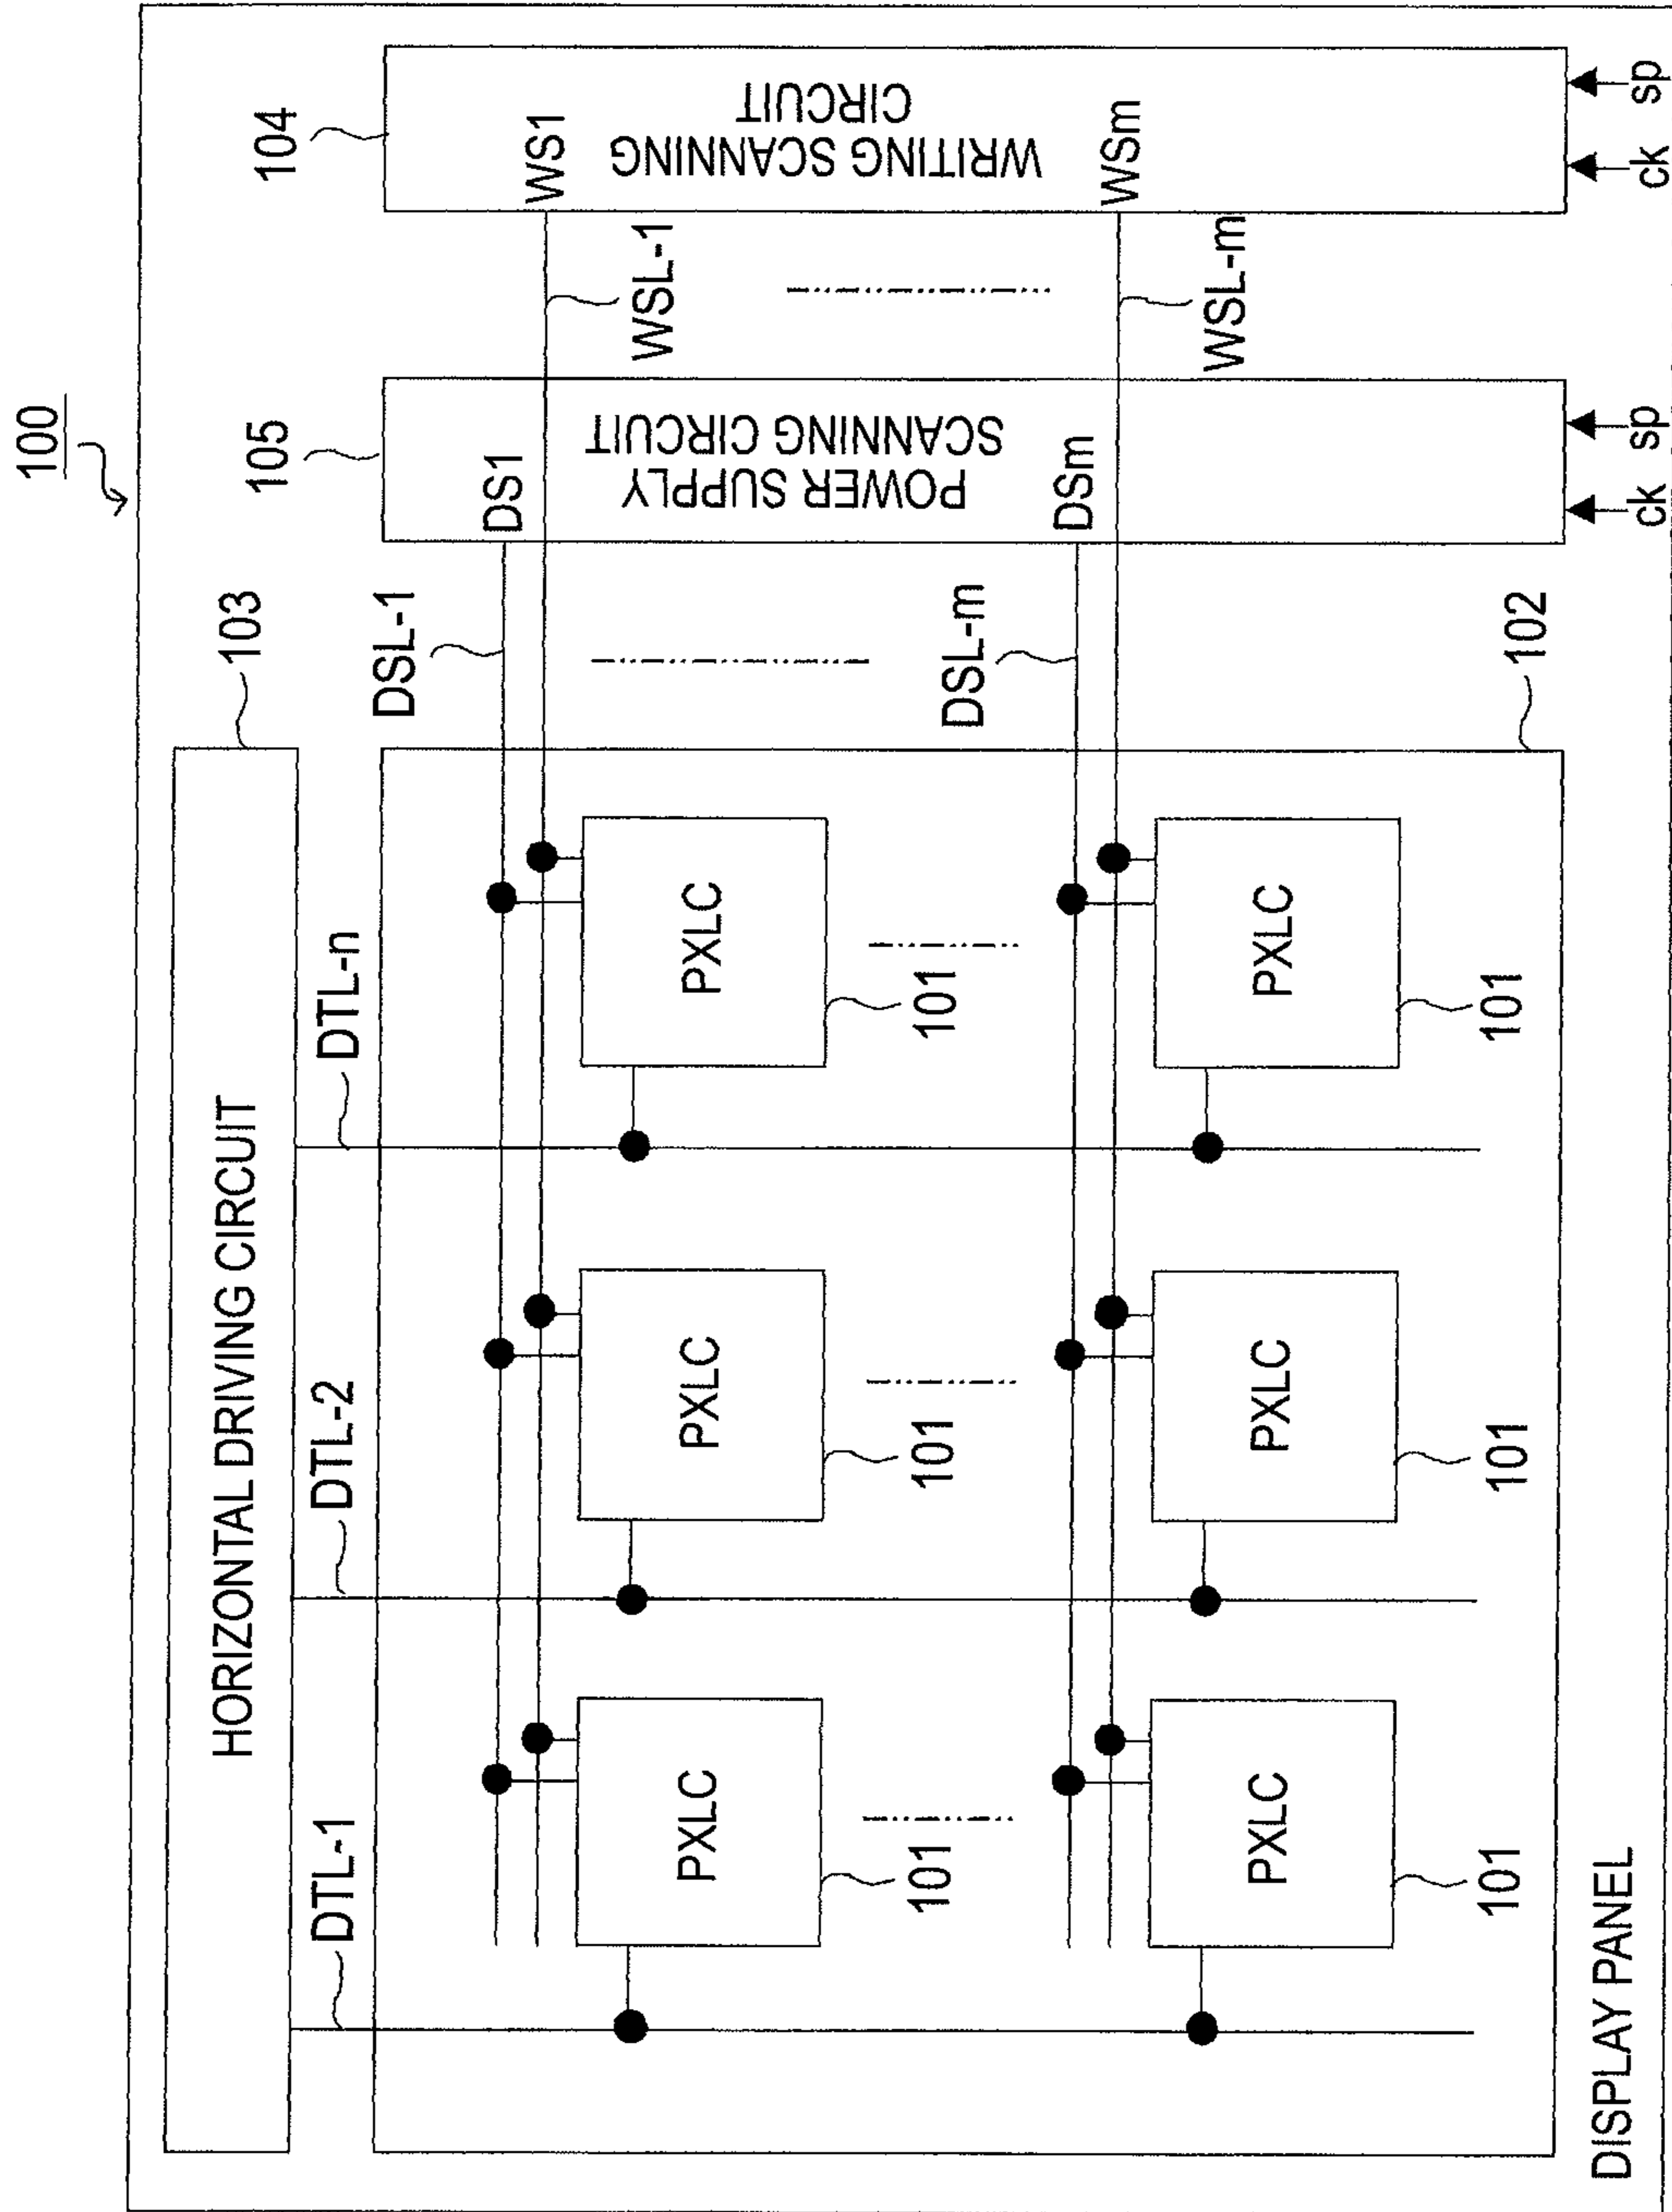 100
103
105
104
HORIZONTAL DRIVING CIRCUIT
DTL-1
DTL-2
DTL-n
DSL-1
DS1
POWER SUPPLY
SCANNING CIRCUIT
WSL-1
WS1
WRITING SCANNING
CIRCUIT
PXLC
PXLC
PXLC
101
101
101
DSL-m
DSm
WSL-m
WSm
PXLC
PXLC
PXLC
101
101
101
102
DISPLAY PANEL
ck
sp
ck
sp